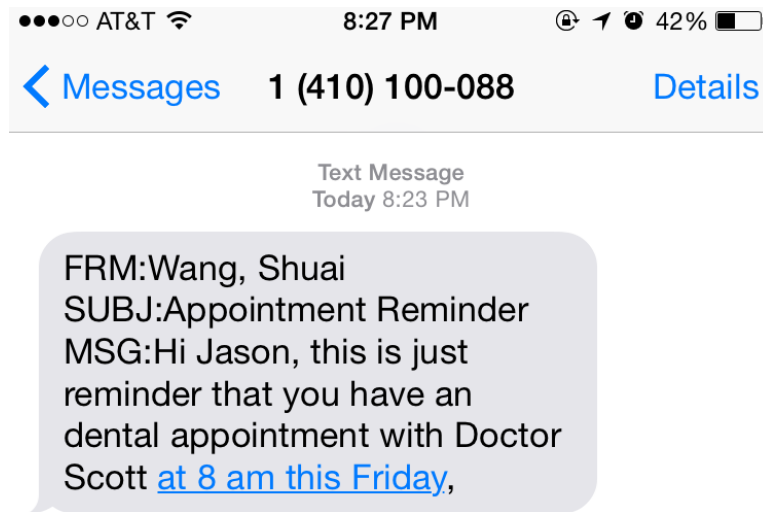 AT&T 8:27 PM 42%
Messages 1 (410) 100-088 Details
Text Message
Today 8:23 PM
FRM:Wang, Shuai
SUBJ:Appointment Reminder
MSG:Hi Jason, this is just
reminder that you have an
dental appointment with Doctor
Scott at 8 am this Friday,